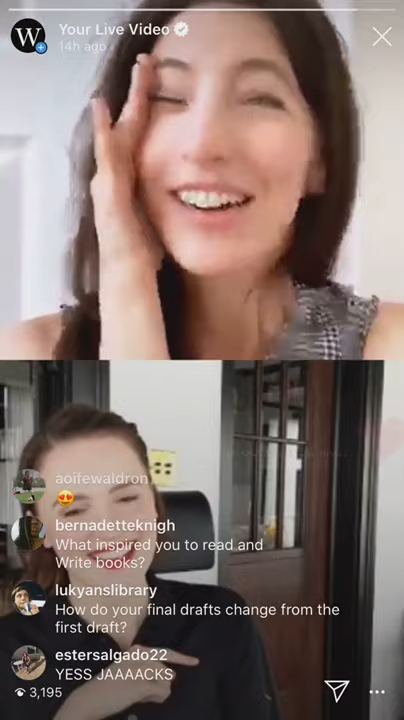 W
Your Live Video
14h ago
aoifewaldron
😍
bernadetteknigh
What inspired you to read and
Write books?
lukyanslibrary
How do your final drafts change from the
first draft?
estersalgado22
YESS JAAAACKS
3,195